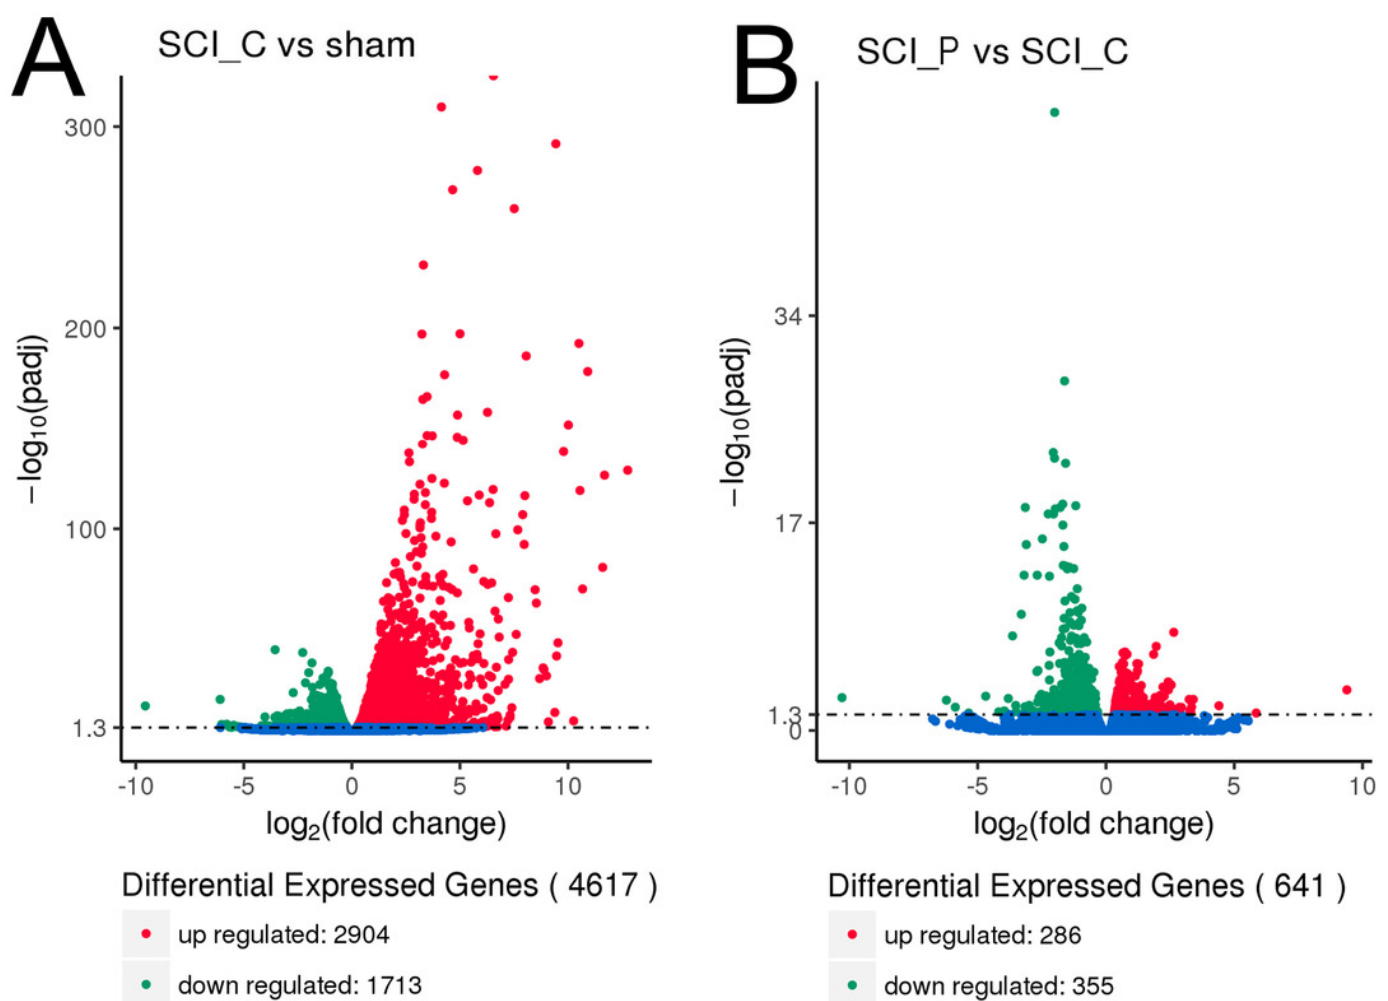 A
SCI_C vs sham
300
200
100
1.3
−log10(padj)
-10 -5 0 5 10
log2(fold change)
Differential Expressed Genes ( 4617 )
up regulated: 2904
down regulated: 1713
B
SCI_P vs SCI_C
34
17
1.3
0
−log10(padj)
-10 -5 0 5 10
log2(fold change)
Differential Expressed Genes ( 641 )
up regulated: 286
down regulated: 355